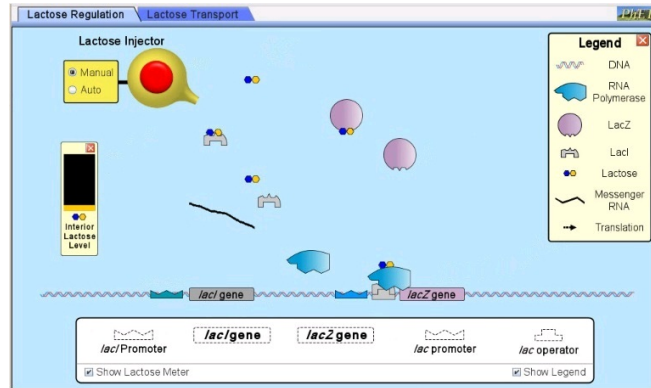 Lactose Regulation
Lactose Transport
PhET
Lactose Injector
Manual
Auto
Legend
DNA
RNA
Polymerase
LacZ
LacI
Lactose
Messenger
RNA
Translation
Interior
Lactose
Level
lacI gene
lacZ gene
lacI Promoter
lacI gene
lacZ gene
lac promoter
lac operator
Show Lactose Meter
Show Legend